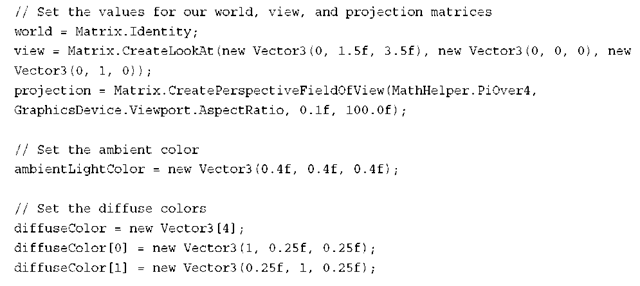 // Set the values for our world, view, and projection matrices
world = Matrix.Identity;
view = Matrix.CreateLookAt(new Vector3(0, 1.5f, 3.5f), new Vector3(0, 0, 0), new
Vector3(0, 1, 0));
projection = Matrix.CreatePerspectiveFieldOfView(MathHelper.PiOver4,
GraphicsDevice.Viewport.AspectRatio, 0.1f, 100.0f);
// Set the ambient color
ambientLightColor = new Vector3(0.4f, 0.4f, 0.4f);
// Set the diffuse colors
diffuseColor = new Vector3[4];
diffuseColor[0] = new Vector3(1, 0.25f, 0.25f);
diffuseColor[1] = new Vector3(0.25f, 1, 0.25f);